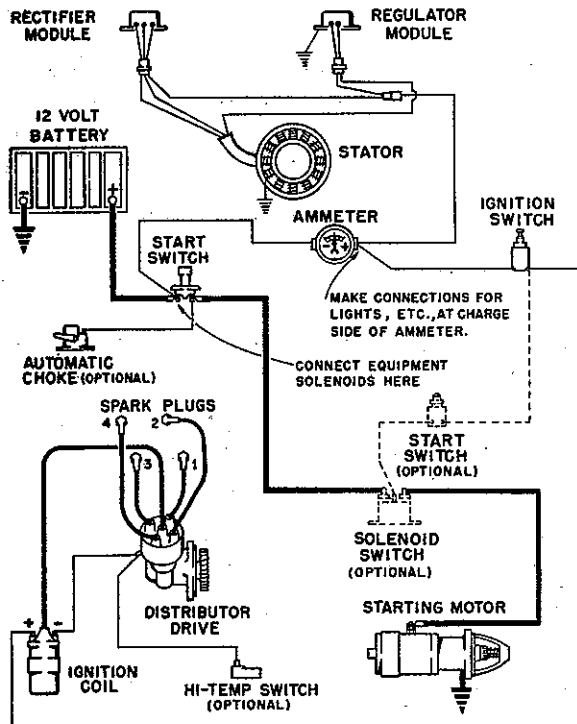 RECTIFIER
MODULE
REGULATOR
MODULE
12 VOLT
BATTERY
- +
STATOR
AMMETER
- +
IGNITION
SWITCH
START
SWITCH
MAKE CONNECTIONS FOR
LIGHTS, ETC., AT CHARGE
SIDE OF AMMETER.
AUTOMATIC
CHOKE (OPTIONAL)
CONNECT EQUIPMENT
SOLENOIDS HERE
SPARK PLUGS
4 2
3 1
START
SWITCH
(OPTIONAL)
SOLENOID
SWITCH
(OPTIONAL)
DISTRIBUTOR
DRIVE
STARTING MOTOR
+ -
IGNITION
COIL
HI-TEMP SWITCH
(OPTIONAL)